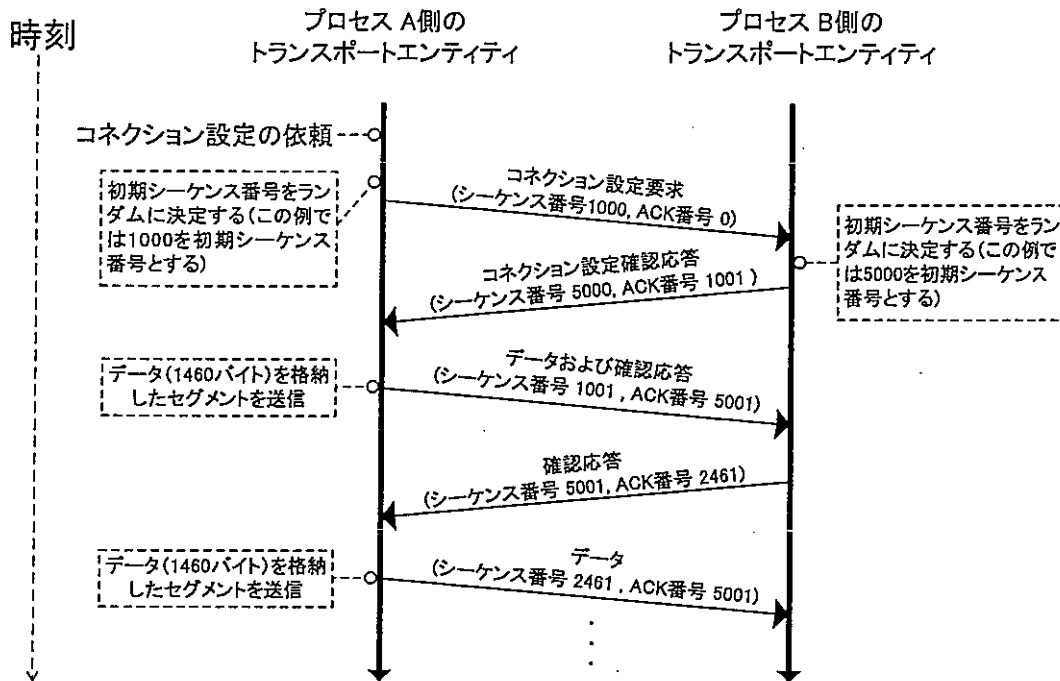 時刻
プロセス A側の
トランスポートエンティティ
プロセス B側の
トランスポートエンティティ
コネクション設定の依頼
初期シーケンス番号をラン
ダムに決定する(この例で
は1000を初期シーケンス
番号とする)
コネクション設定要求
(シーケンス番号1000, ACK番号 0)
初期シーケンス番号をラン
ダムに決定する(この例で
は5000を初期シーケンス
番号とする)
コネクション設定確認応答
(シーケンス番号 5000, ACK番号 1001 )
データ(1460バイト)を格納
したセグメントを送信
データおよび確認応答
(シーケンス番号 1001 , ACK番号 5001)
確認応答
(シーケンス番号 5001, ACK番号 2461)
データ(1460バイト)を格納
したセグメントを送信
データ
(シーケンス番号 2461 , ACK番号 5001)